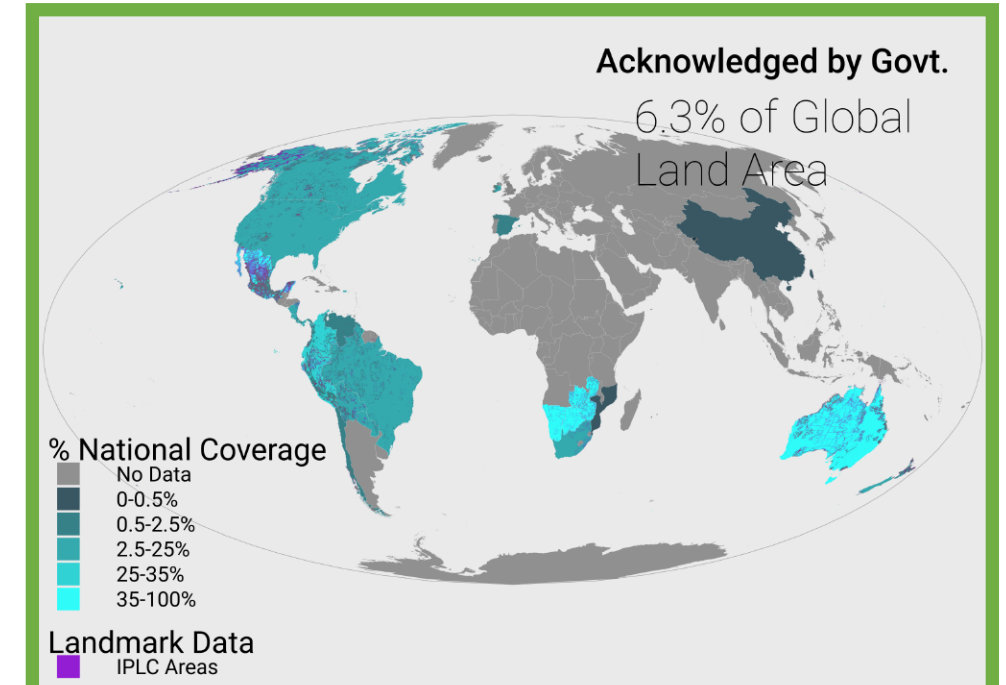 Acknowledged by Govt.
6.3% of Global
Land Area
% National Coverage
No Data
0-0.5%
0.5-2.5%
2.5-25%
25-35%
35-100%
Landmark Data
IPLC Areas